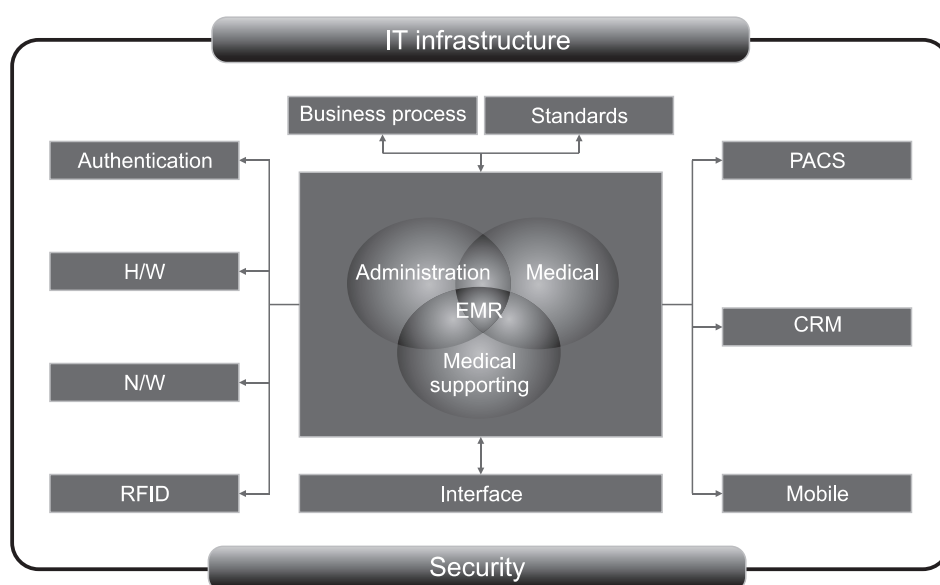 IT infrastructure
Business process
Standards
Authentication
PACS
H/W
Administration
Medical
EMR
CRM
N/W
Medical
supporting
RFID
Interface
Mobile
Security